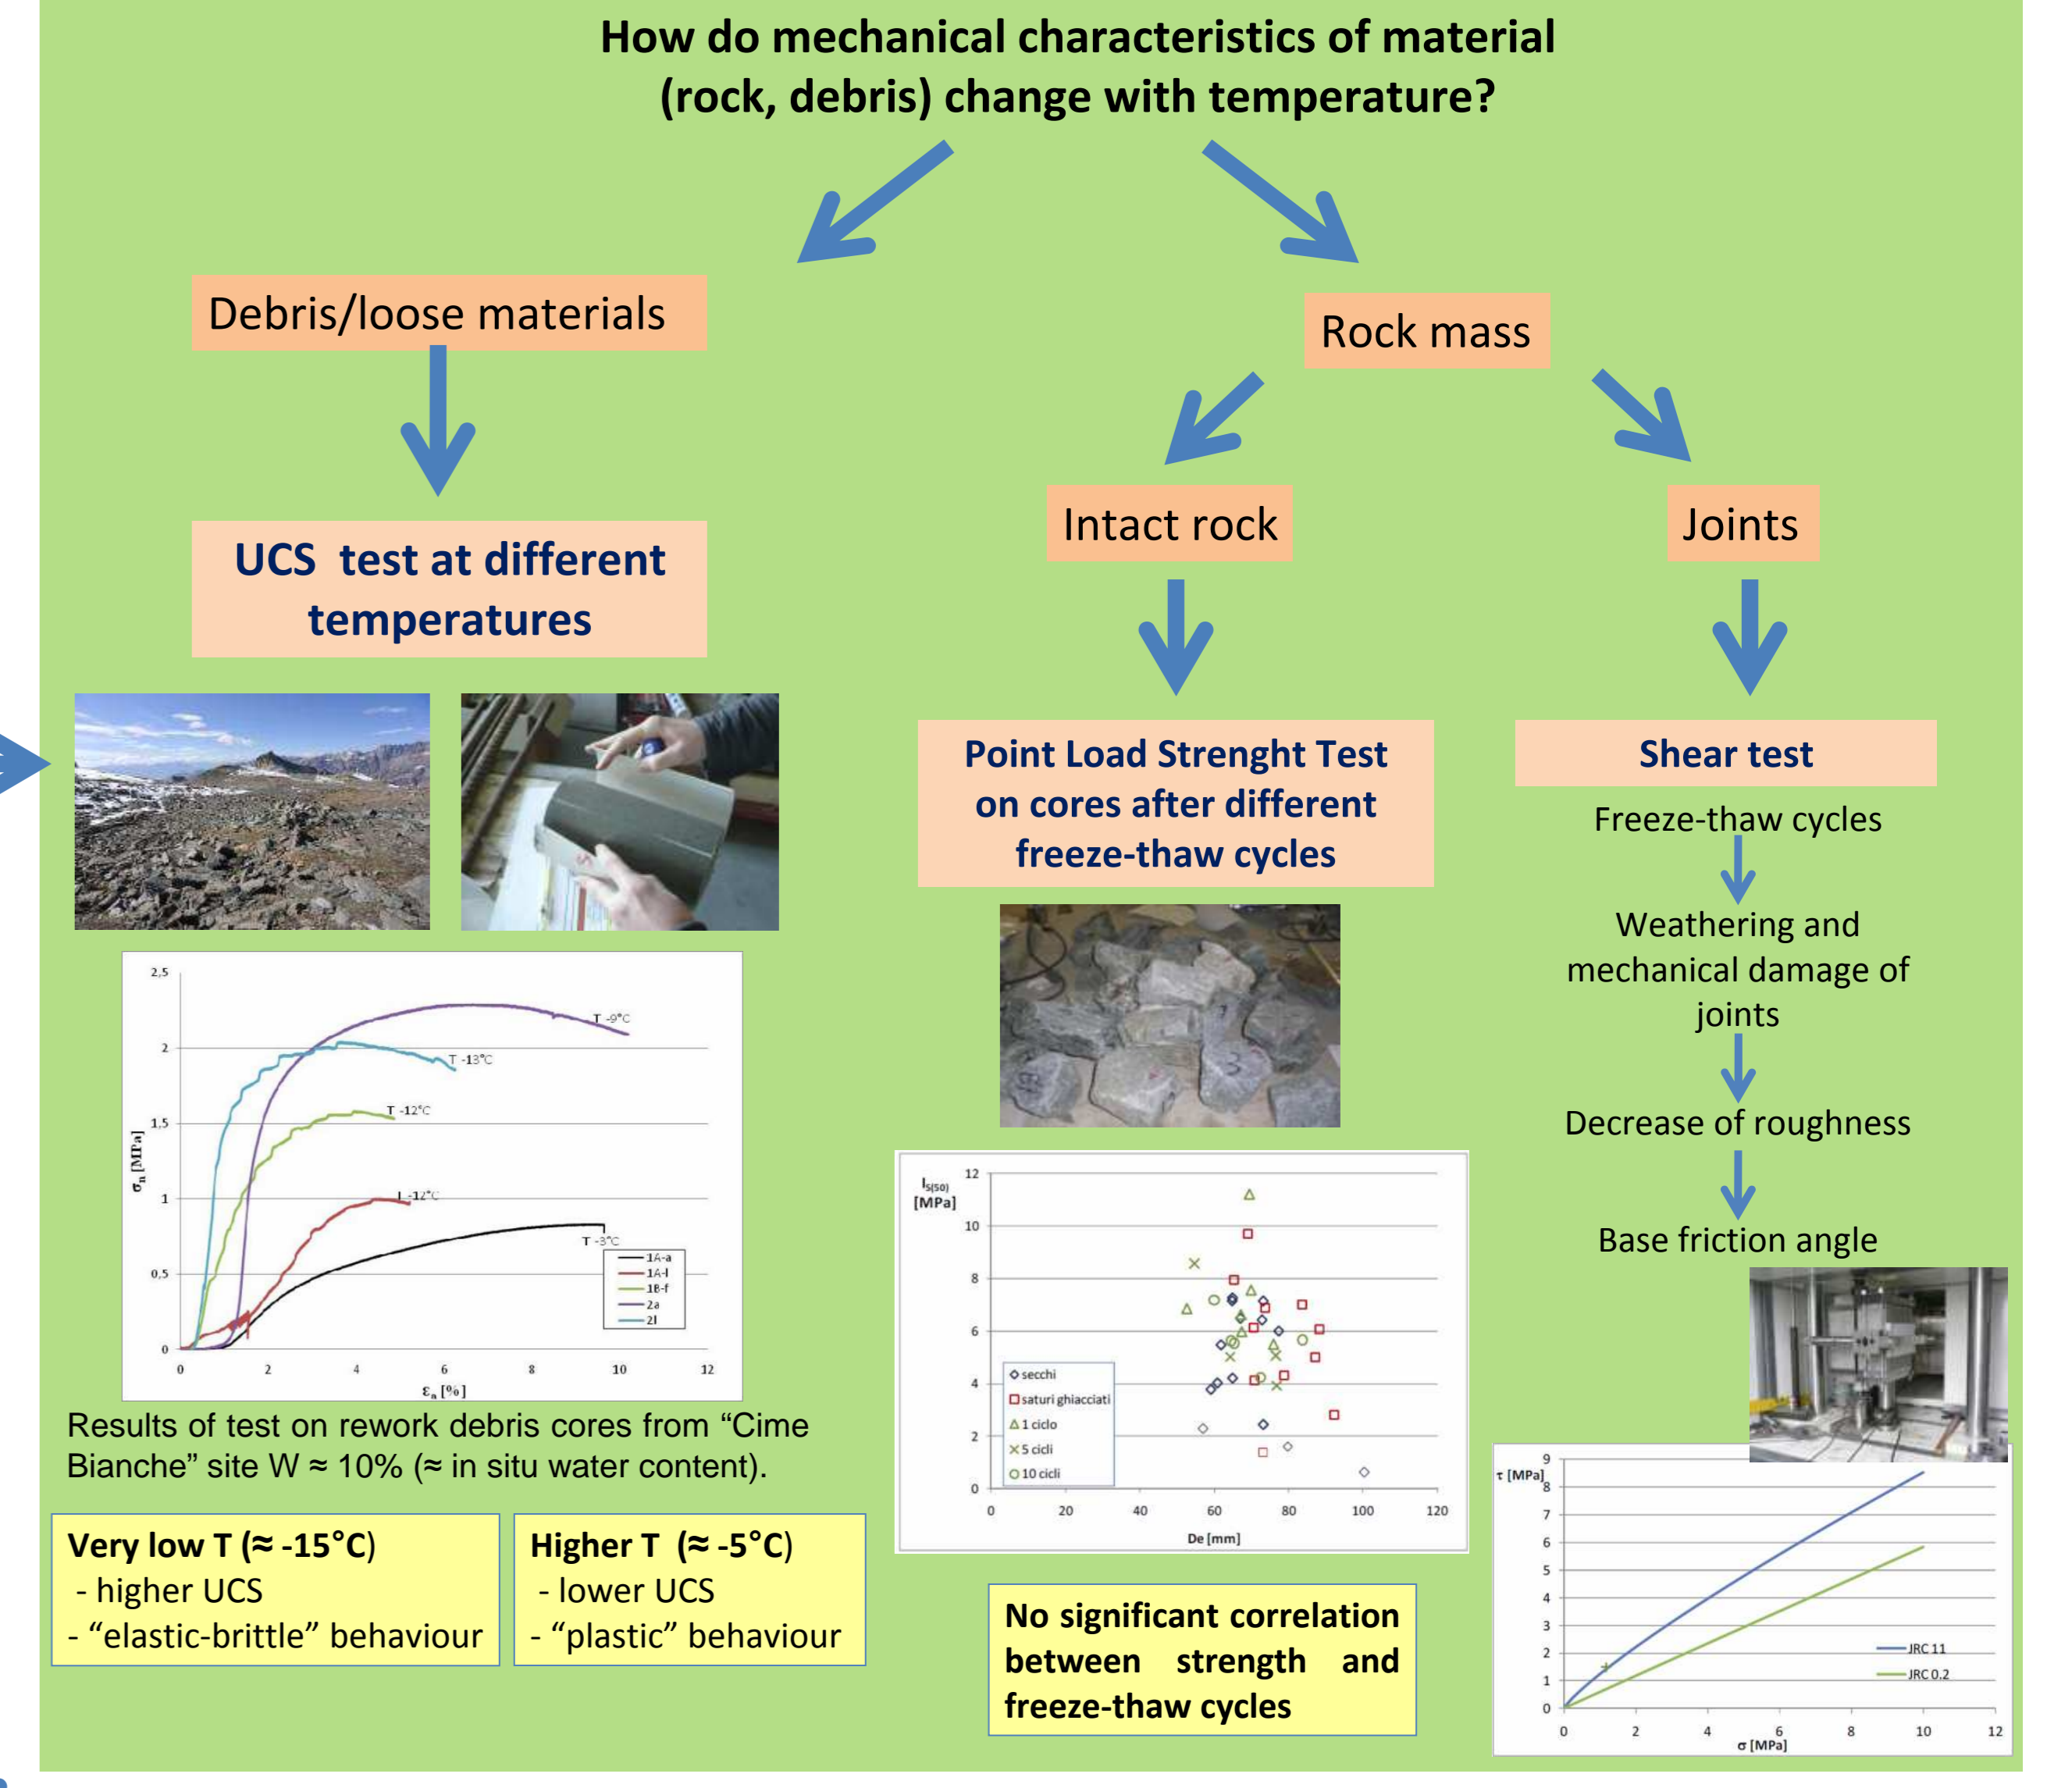 How do mechanical characteristics of material
(rock, debris) change with temperature?
Debris/loose materials
Rock mass
Intact rock
Joints
UCS test at different
temperatures
Point Load Strenght Test
on cores after different
freeze-thaw cycles
Shear test
Freeze-thaw cycles
Weathering and
mechanical damage of
joints
Decrease of roughness
Base friction angle
2,5
2
1,5
1
0,5
0
σn [MPa]
T -9°C
T -13°C
T -12°C
T -12°C
T -3°C
1A-a
1A-l
1B-f
2a
2l
0 2 4 6 8 10 12
εa [%]
Results of test on rework debris cores from “Cime
Bianche” site W ≈ 10% (≈ in situ water content).
Very low T (≈ -15°C)
- higher UCS
- “elastic-brittle” behaviour
Higher T (≈ -5°C)
- lower UCS
- “plastic” behaviour
IS(50)
[MPa]
12
10
8
6
4
2
0
secchi
saturi ghiacciati
1 ciclo
5 cicli
10 cicli
0 20 40 60 80 100 120
De [mm]
No significant correlation
between strength and
freeze-thaw cycles
τ [MPa]
9
8
7
6
5
4
3
2
1
0
JRC 11
JRC 0.2
0 2 4 6 8 10 12
σ [MPa]